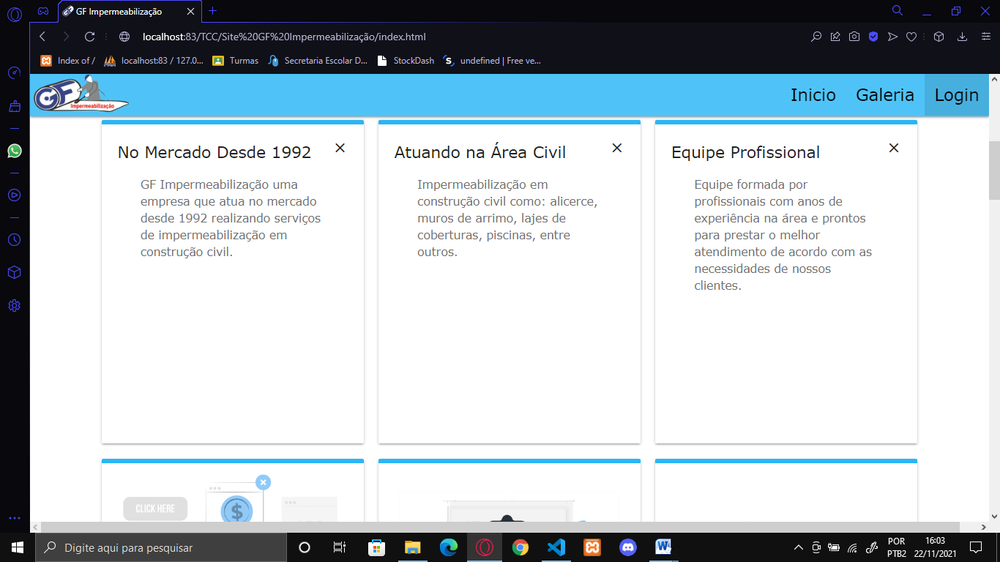 GF Impermeabilização
localhost:83/TCC/Site%20GF%20Impermeabilização/index.html
Index of /
localhost:83 / 127.0...
Turmas
Secretaria Escolar D...
StockDash
undefined | Free ve...
GF
Impermeabilização
Inicio
Galeria
Login
No Mercado Desde 1992
GF Impermeabilização uma
empresa que atua no mercado
desde 1992 realizando serviços
de impermeabilização em
construção civil.
Atuando na Área Civil
Impermeabilização em
construção civil como: alicerce,
muros de arrimo, lajes de
coberturas, piscinas, entre
outros.
Equipe Profissional
Equipe formada por
profissionais com anos de
experiência na área e prontos
para prestar o melhor
atendimento de acordo com as
necessidades de nossos
clientes.
CLICK HERE
$
Digite aqui para pesquisar
POR
PTB2
16:03
22/11/2021